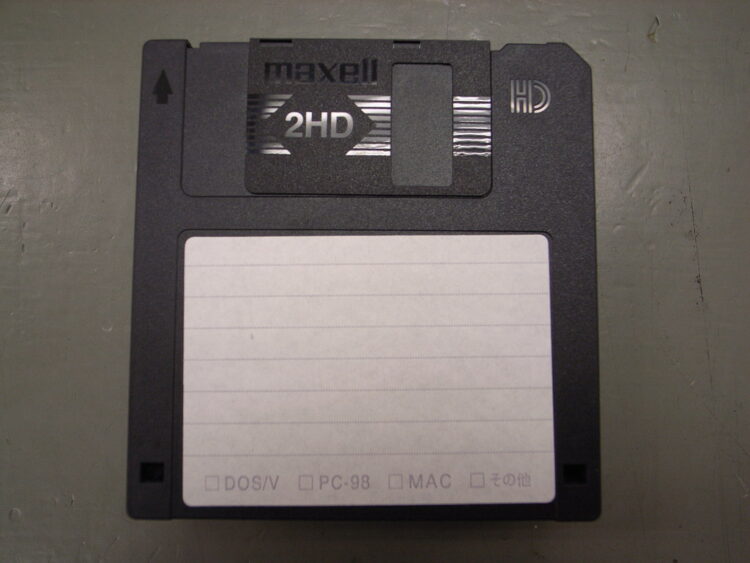 maxell
2HD
HD
□DOS/V □PC-98 □MAC □その他